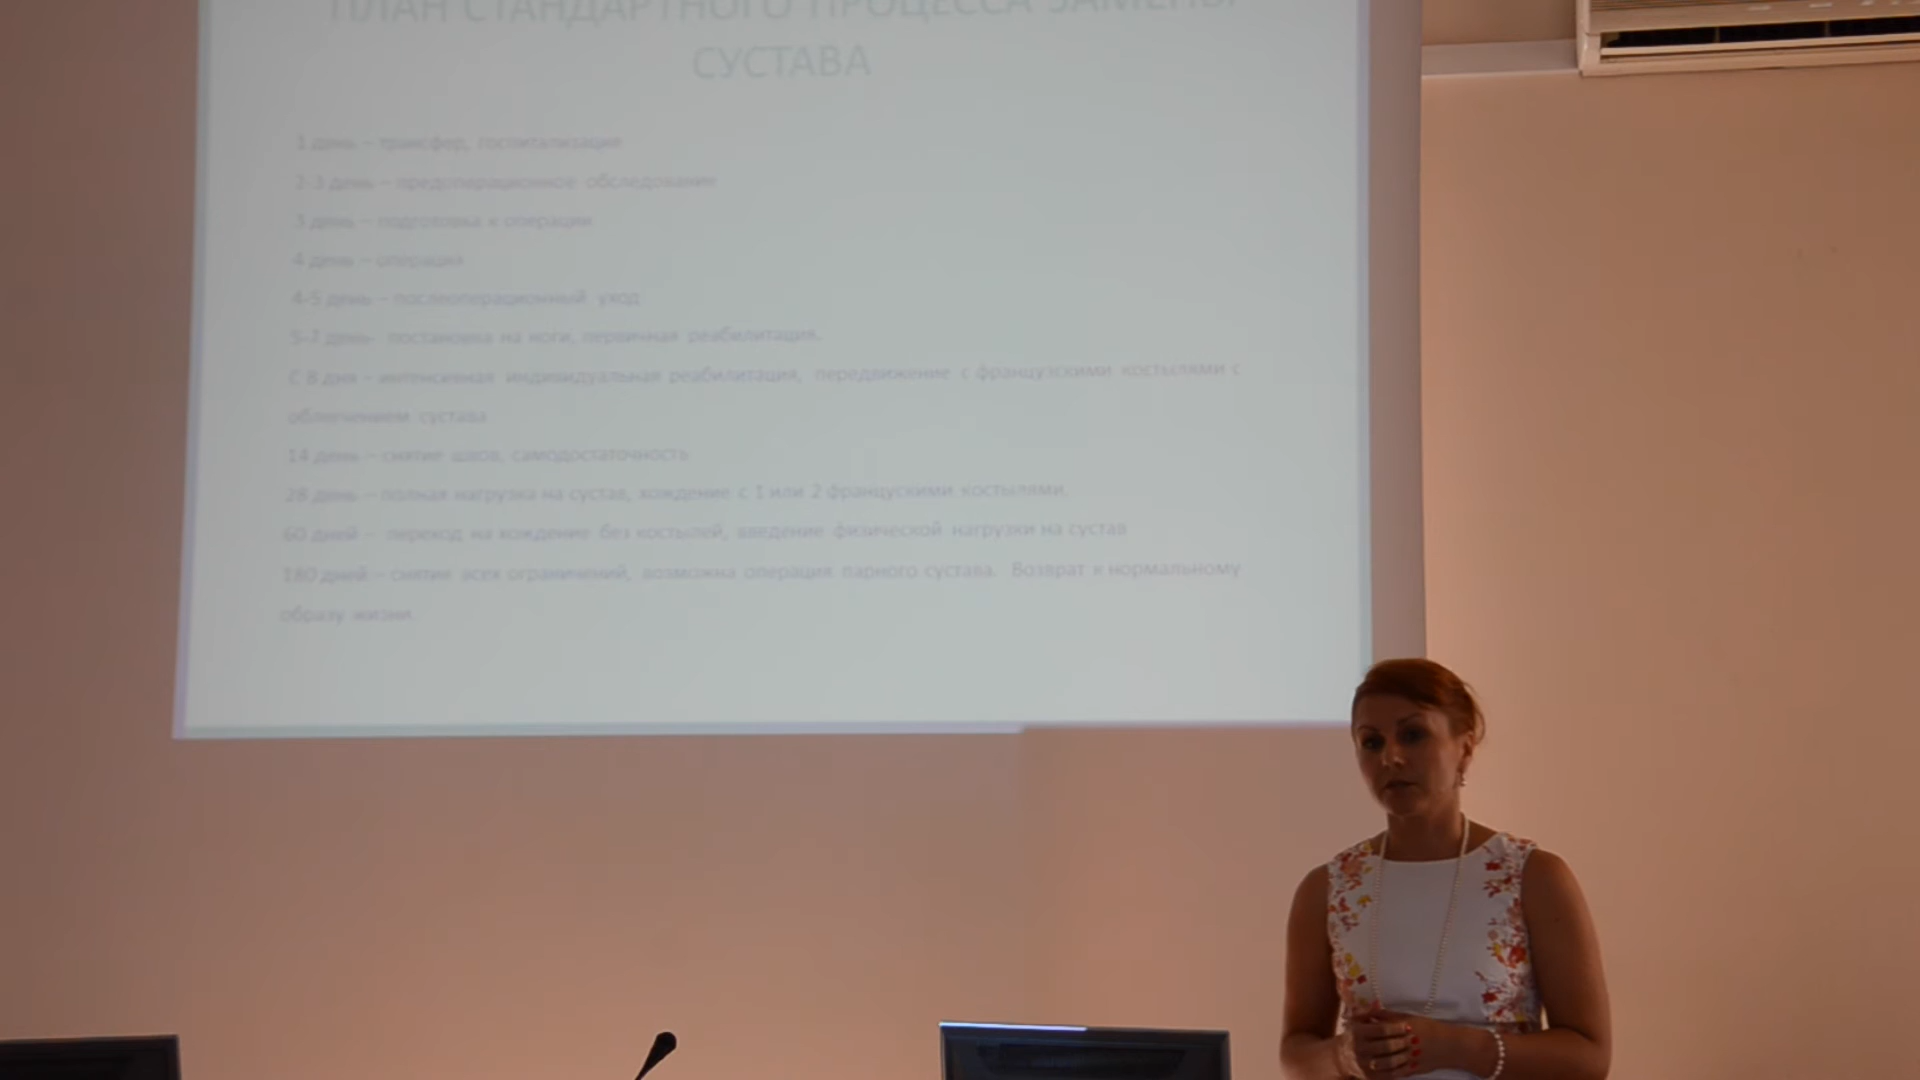 ПЛАН СТАНДАРТНОГО ПРОЦЕССА ЗАМЕНЫ
СУСТАВА
1 день – трансфер, госпитализация
2-3 день – предоперационное обследование
3 день – подготовка к операции
4 день – операция
4-5 день – послеоперационный уход
5-7 день- постановка на ноги, первичная реабилитация.
С 8 дня – интенсивная индивидуальная реабилитация, передвижение с французскими костылями с
облегчением сустава
14 день – снятие швов, самодостаточность
28 день – полная нагрузка на сустав, хождение с 1 или 2 францускими костылями.
60 дней – переход на хождение без костылей, введение физической нагрузки на сустав
180 дней – снятие всех ограничений, возможна операция парного сустава. Возврат к нормальному
образу жизни.